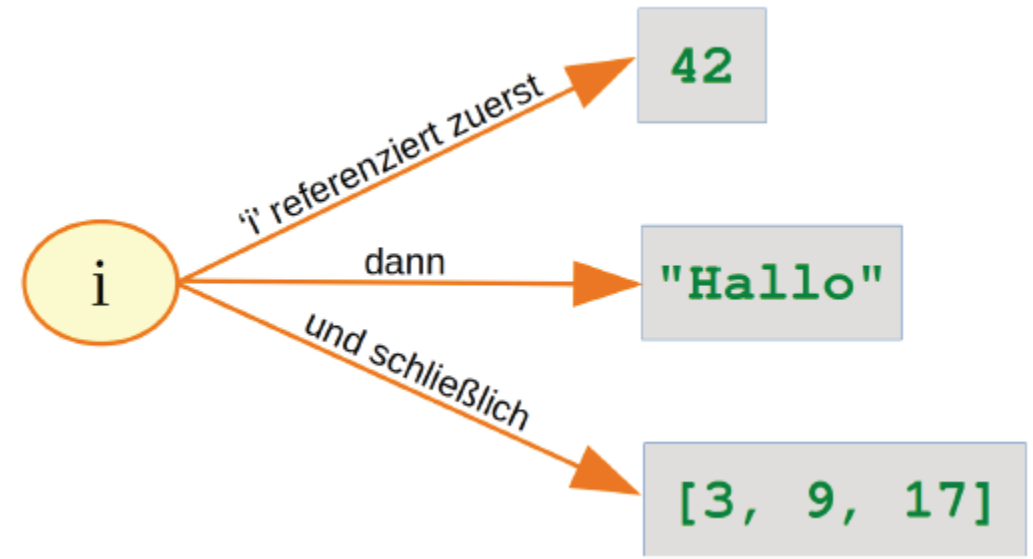 i
‘i' referenziert zuerst
42
dann
"Hallo"
und schließlich
[3, 9, 17]